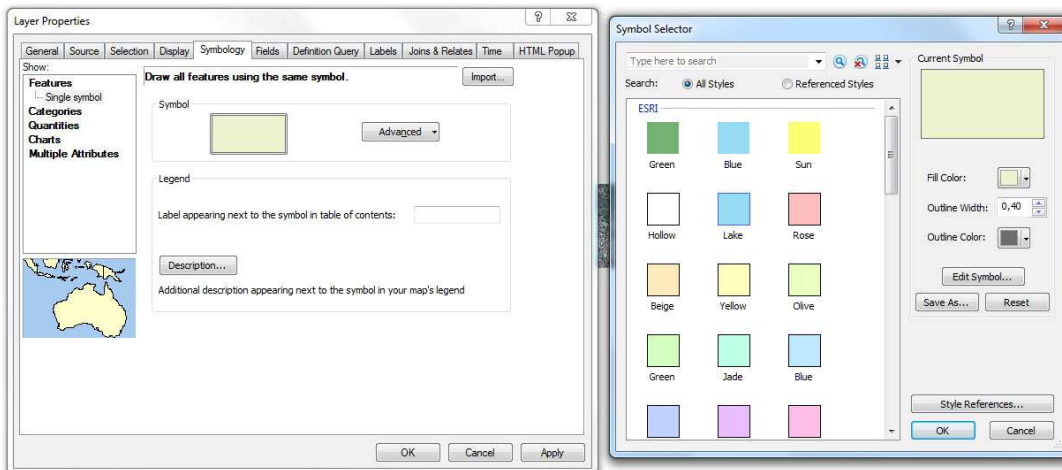 Layer Properties
General Source Selection Display Symbology Fields Definition Query Labels Joins & Relates Time HTML Popup
Show:
Features
Single symbol
Categories
Quantities
Charts
Multiple Attributes
Draw all features using the same symbol.
Import...
Symbol
Advanced
Legend
Label appearing next to the symbol in table of contents:
Description...
Additional description appearing next to the symbol in your map's legend
OK Cancel Apply
Symbol Selector
Type here to search
Search: All Styles Referenced Styles
ESRI
Green Blue Sun
Hollow Lake Rose
Beige Yellow Olive
Green Jade Blue
Current Symbol
Fill Color:
Outline Width: 0,40
Outline Color:
Edit Symbol...
Save As... Reset
Style References...
OK Cancel